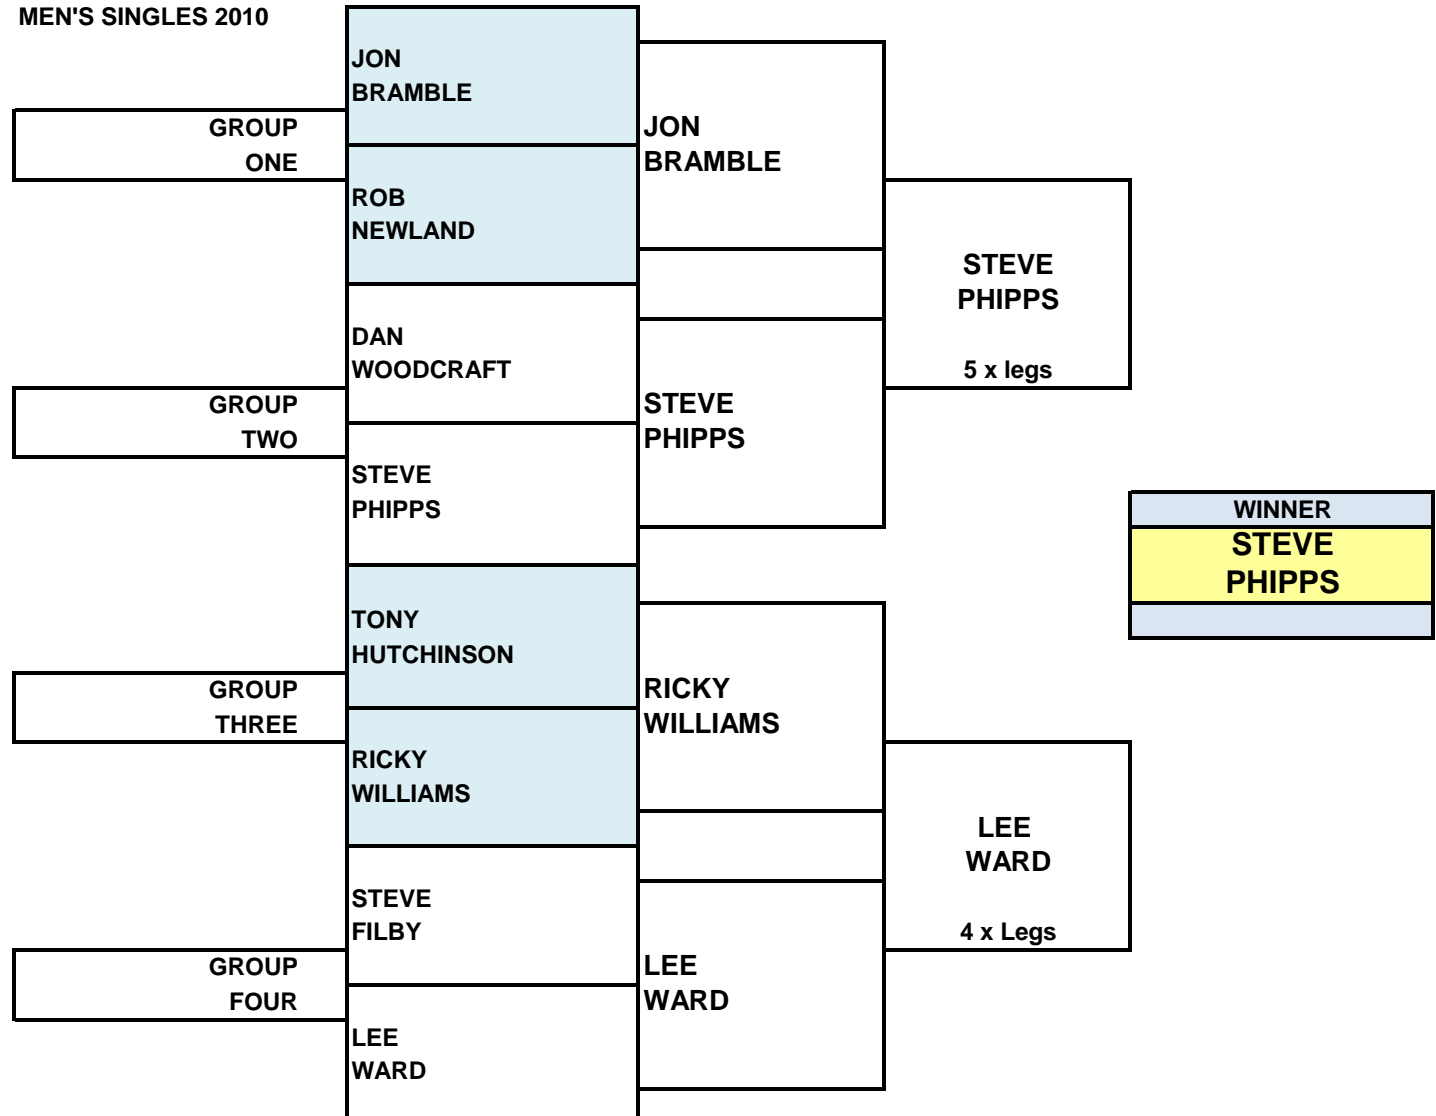 MEN'S SINGLES 2010
JON
BRAMBLE
GROUP
ONE
ROB
NEWLAND
DAN
WOODCRAFT
GROUP
TWO
STEVE
PHIPPS
TONY
HUTCHINSON
GROUP
THREE
RICKY
WILLIAMS
STEVE
FILBY
GROUP
FOUR
LEE
WARD
JON
BRAMBLE
STEVE
PHIPPS
RICKY
WILLIAMS
LEE
WARD
STEVE
PHIPPS
5 x legs
LEE
WARD
4 x Legs
WINNER
STEVE
PHIPPS